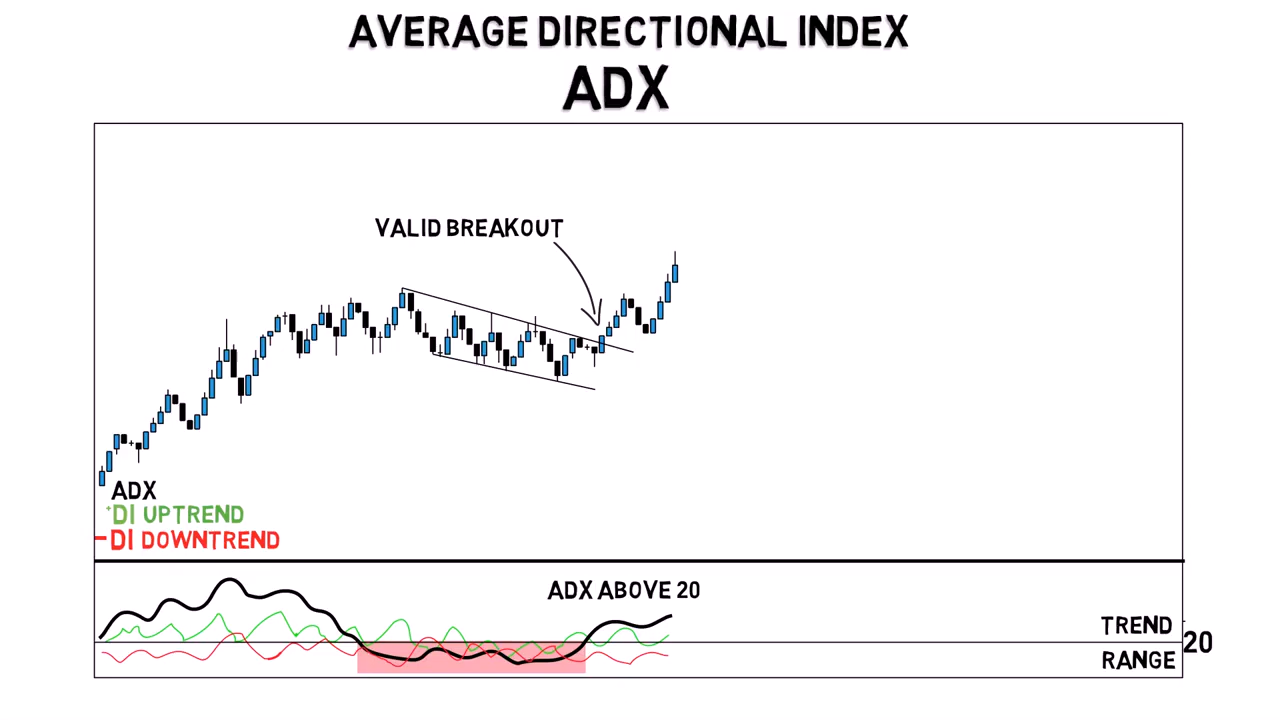 AVERAGE DIRECTIONAL INDEX
ADX
VALID BREAKOUT
ADX
+DI UPTREND
-DI DOWNTREND
ADX ABOVE 20
TREND
20
RANGE